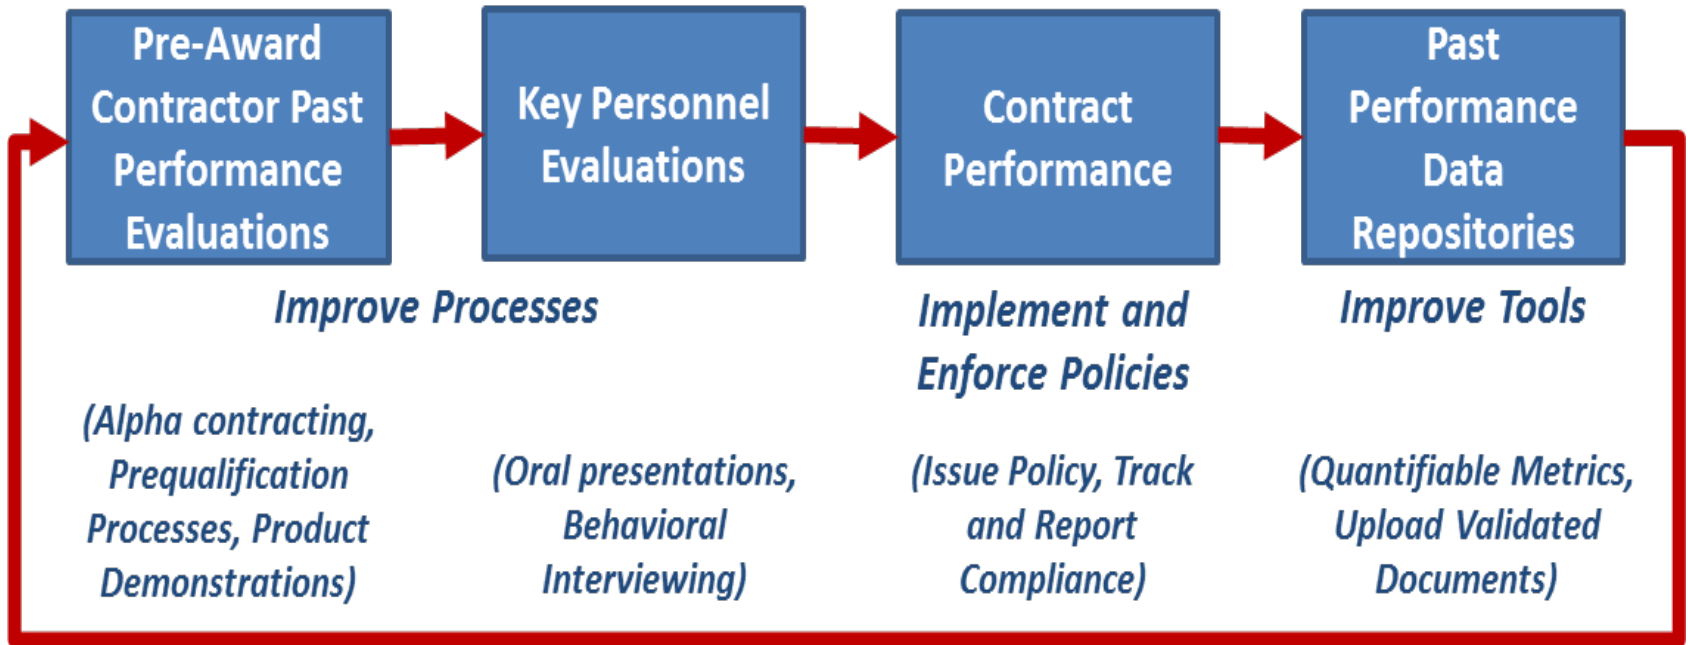 Pre-Award
Contractor Past
Performance
Evaluations
Key Personnel
Evaluations
Contract
Performance
Past
Performance
Data
Repositories
Improve Processes
Implement and
Enforce Policies
Improve Tools
(Alpha contracting,
Prequalification
Processes, Product
Demonstrations)
(Oral presentations,
Behavioral
Interviewing)
(Issue Policy, Track
and Report
Compliance)
(Quantifiable Metrics,
Upload Validated
Documents)